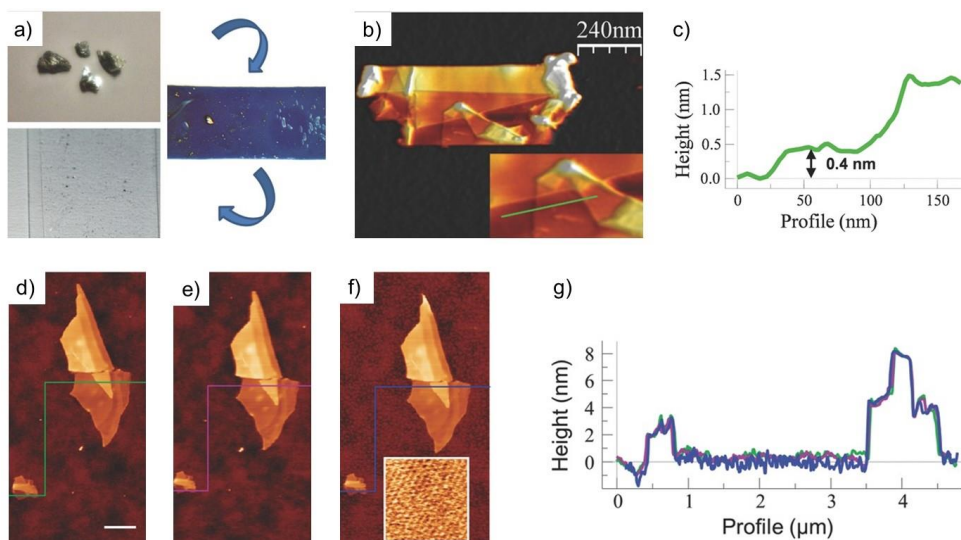 a)
b)
240nm
c)
Height (nm)
1.5
1.0
0.5
0.0
0.4 nm
0
50
100
150
Profile (nm)
d)
e)
f)
g)
Height (nm)
8
6
4
2
0
0
1
2
3
4
Profile (µm)